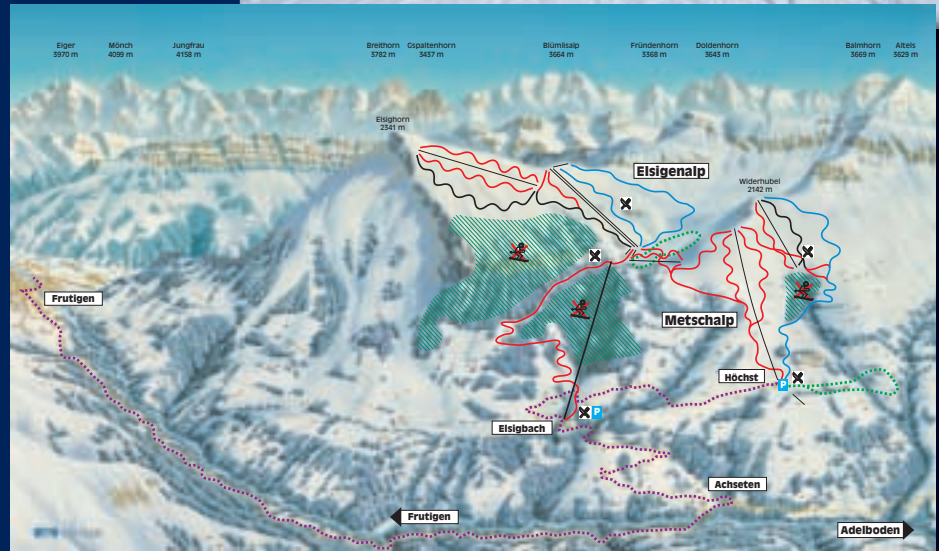 Eiger
3970 m
Mönch
4099 m
Jungfrau
4158 m
Breithorn
3782 m
Gspaltenhorn
3437 m
Blümlisalp
3664 m
Fründenhorn
3368 m
Doldenhorn
3643 m
Balmhorn
3669 m
Altels
3629 m
Elsighorn
2341 m
Elsigenalp
Widerhubel
2142 m
Frutigen
Metschalp
Höchst
P
P
Elsigbach
Achseten
Frutigen
Adelboden